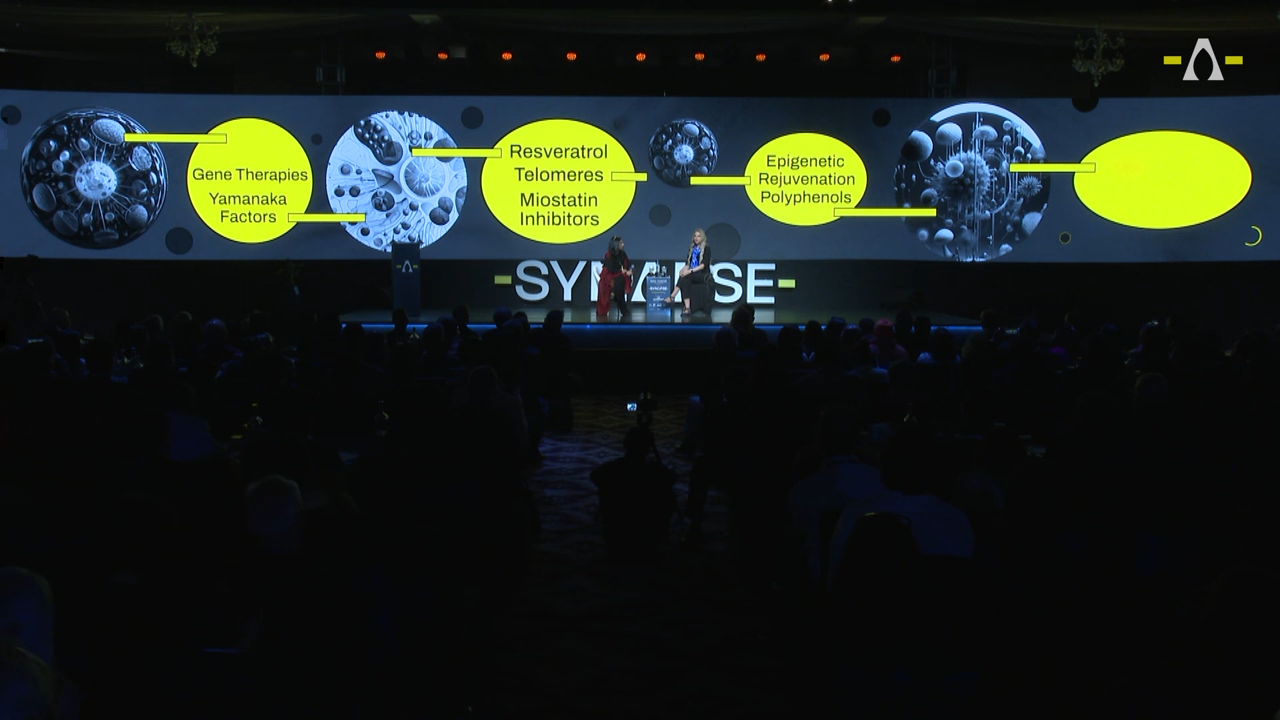 Gene Therapies
Yamanaka
Factors
Resveratrol
Telomeres
Miostatin
Inhibitors
Epigenetic
Rejuvenation
Polyphenols
SYNAPSE